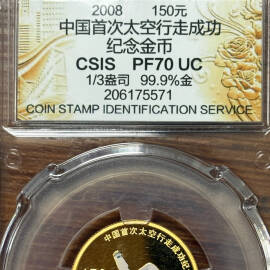 2008 150元
中国首次太空行走成功
纪念金币
CSIS PF70 UC
1/3盎司 99.9%金
206175571
COIN STAMP IDENTIFICATION SERVICE
中国首次太空行走成功纪